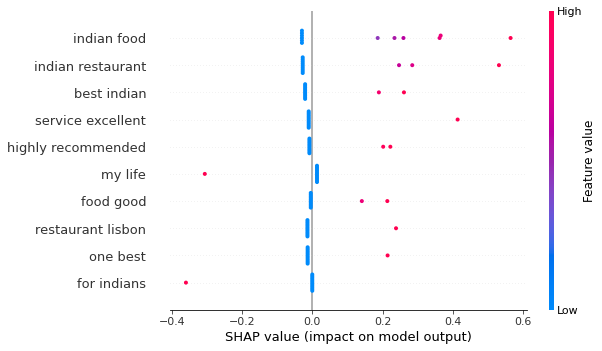 High
indian food
indian restaurant
best indian
service excellent
highly recommended
my life
food good
restaurant lisbon
one best
for indians
Feature value
Low
−0.4 −0.2 0.0 0.2 0.4 0.6
SHAP value (impact on model output)